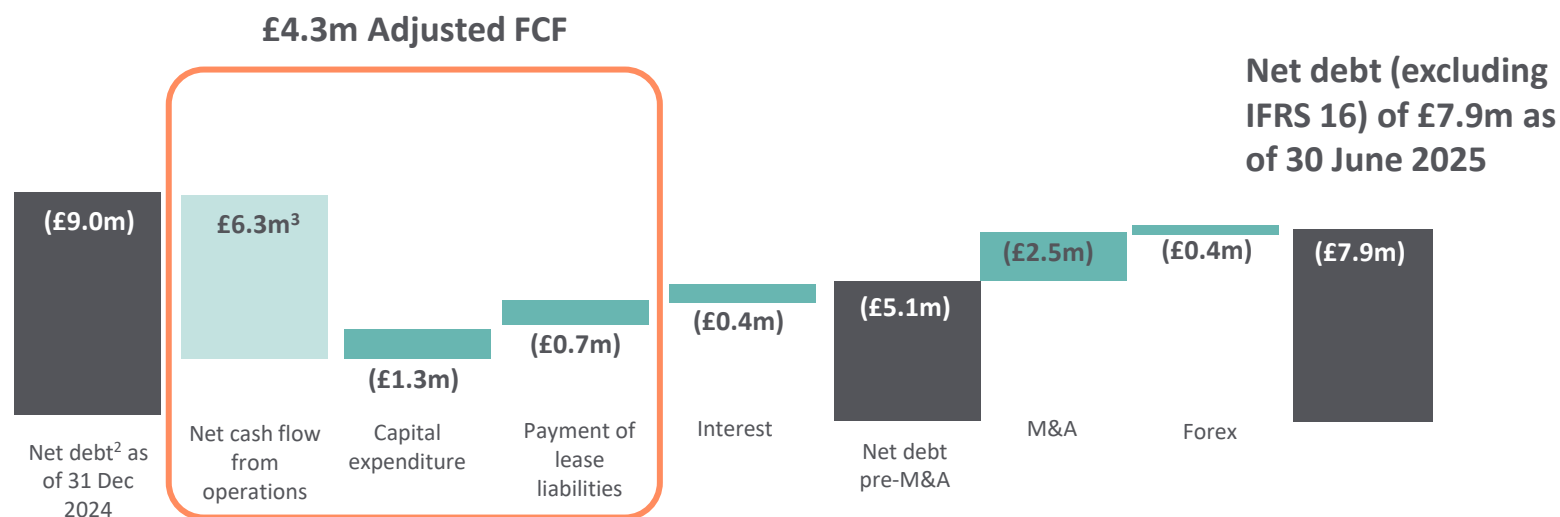 £4.3m Adjusted FCF
Net debt (excluding
IFRS 16) of £7.9m as
of 30 June 2025
(£9.0m)
£6.3m³
(£1.3m)
(£0.7m)
(£0.4m)
(£5.1m)
(£2.5m)
(£0.4m)
(£7.9m)
Net debt² as
of 31 Dec
2024
Net cash flow
from
operations
Capital
expenditure
Payment of
lease
liabilities
Interest
Net debt
pre-M&A
M&A
Forex